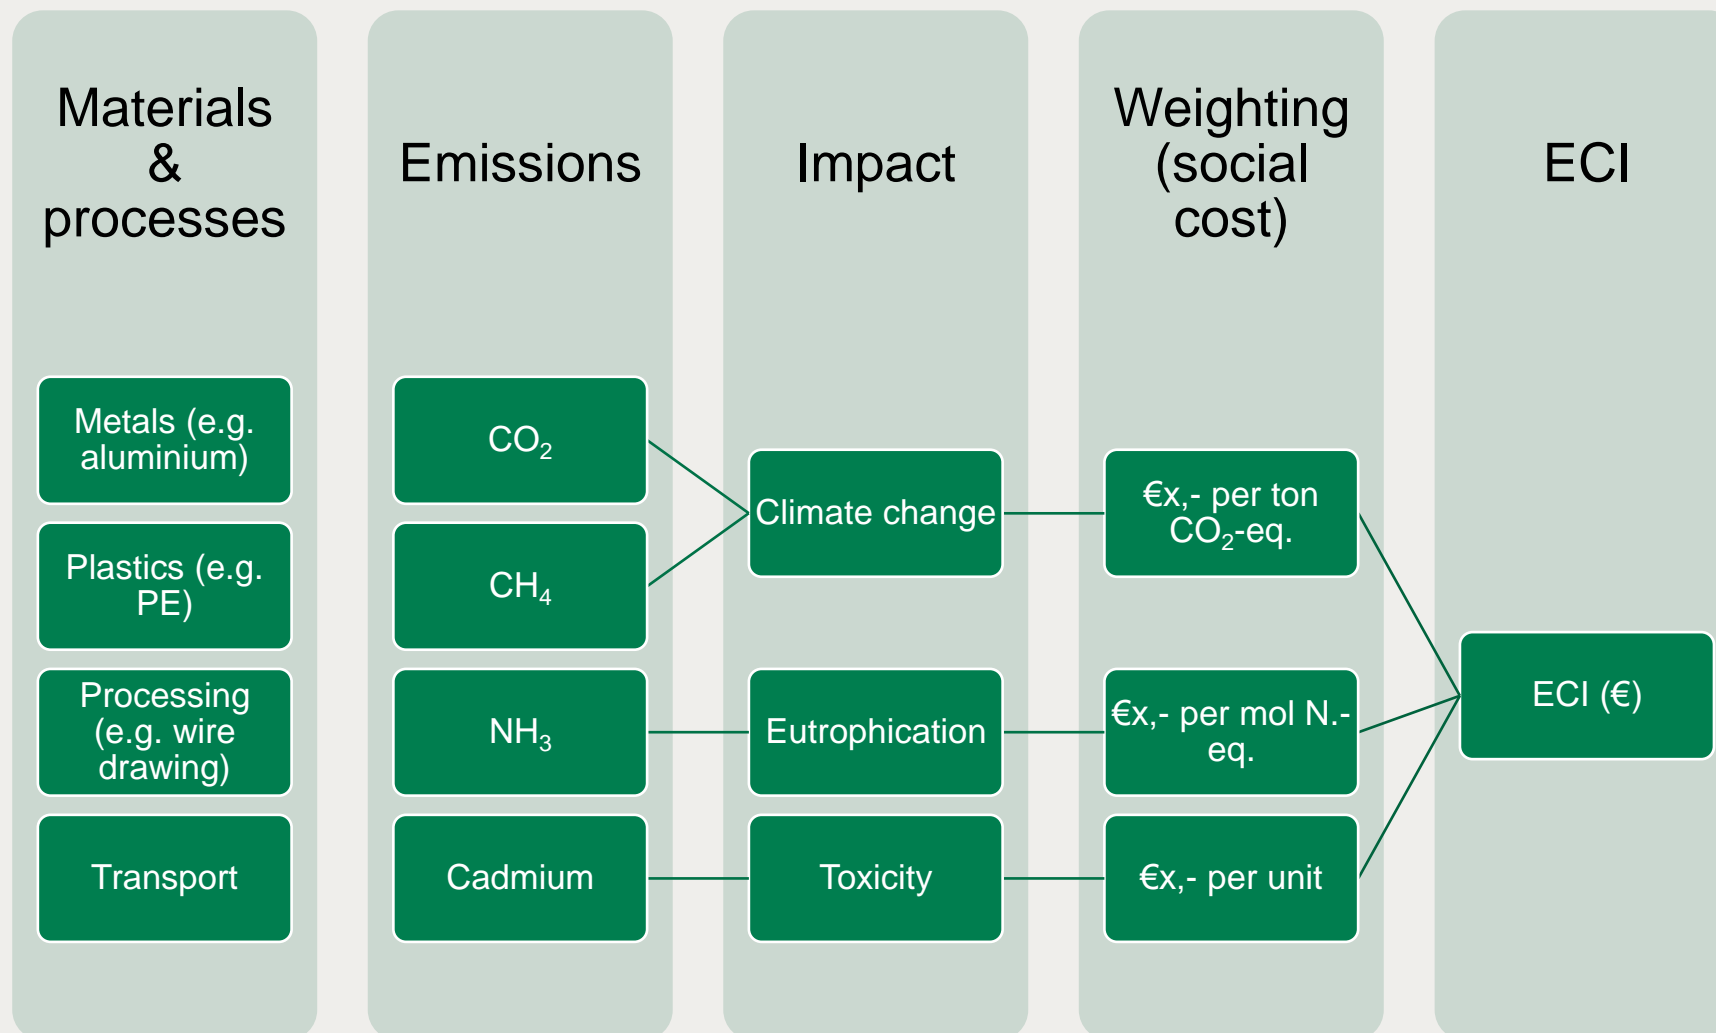 Materials
&
processes
Metals (e.g.
aluminium)
Plastics (e.g.
PE)
Processing
(e.g. wire
drawing)
Transport
Emissions
CO₂
CH₄
NH₃
Cadmium
Impact
Climate change
Eutrophication
Toxicity
Weighting
(social
cost)
€x,- per ton
CO₂-eq.
€x,- per mol N.-
eq.
€x,- per unit
ECI
ECI (€)